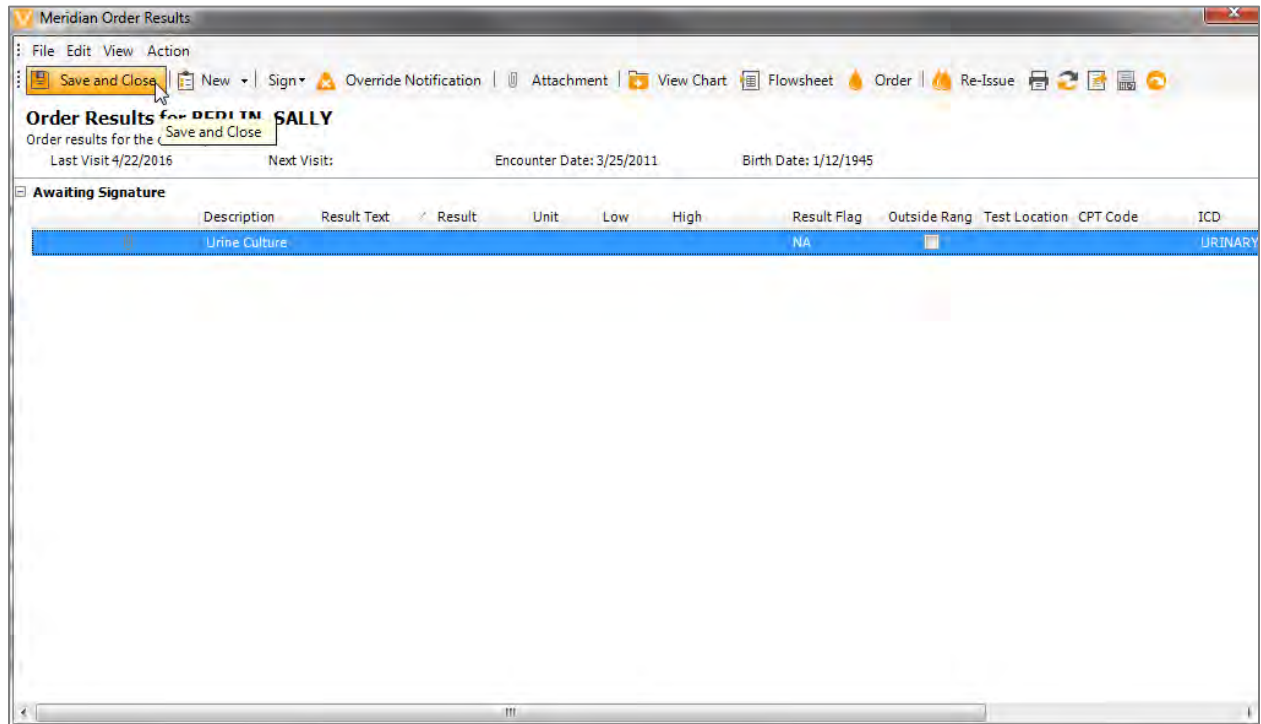 Meridian Order Results
File Edit View Action
Save and Close New Sign Override Notification Attachment View Chart Flowsheet Order Re-Issue
Order Results for BERLIN, SALLY
Order results for the
Save and Close
Last Visit 4/22/2016 Next Visit: Encounter Date: 3/25/2011 Birth Date: 1/12/1945
Awaiting Signature
Description Result Text Result Unit Low High Result Flag Outside Rang Test Location CPT Code ICD
Urine Culture NA URINARY